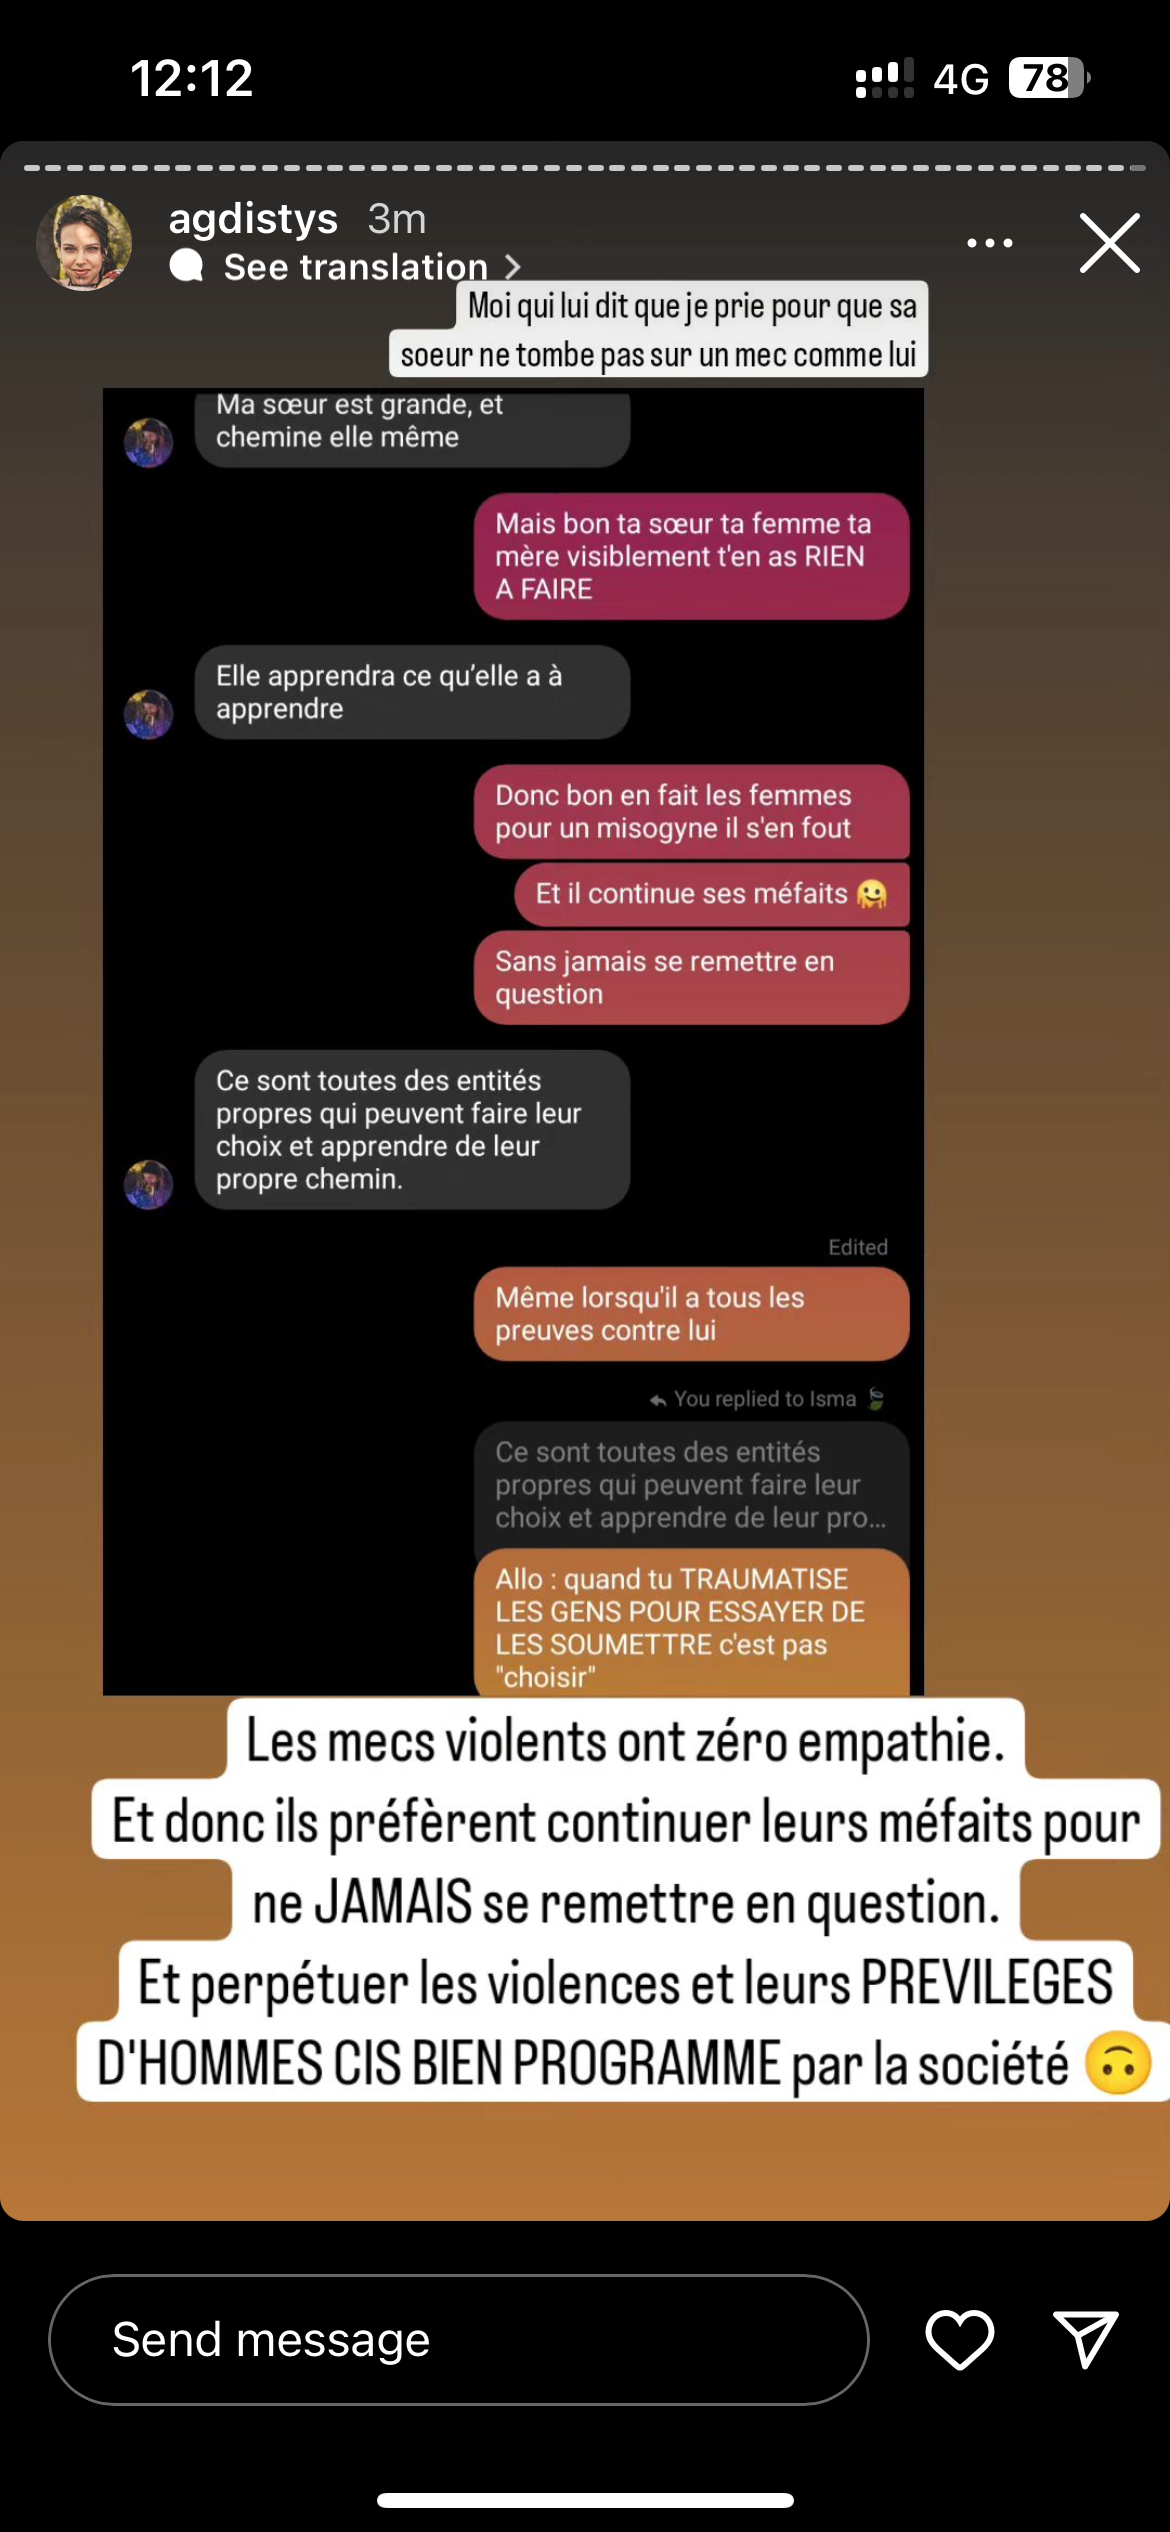 12:12
4G 78
agdistys 3m
See translation
Moi qui lui dit que je prie pour que sa
soeur ne tombe pas sur un mec comme lui
Ma sœur est grande, et
chemine elle même
Mais bon ta sœur ta femme ta
mère visiblement t'en as RIEN
A FAIRE
Elle apprendra ce qu’elle a à
apprendre
Donc bon en fait les femmes
pour un misogyne il s'en fout
Et il continue ses méfaits 🫠
Sans jamais se remettre en
question
Ce sont toutes des entités
propres qui peuvent faire leur
choix et apprendre de leur
propre chemin.
Edited
Même lorsqu'il a tous les
preuves contre lui
You replied to Isma 🍃
Ce sont toutes des entités
propres qui peuvent faire leur
choix et apprendre de leur pro...
Allo : quand tu TRAUMATISE
LES GENS POUR ESSAYER DE
LES SOUMETTRE c'est pas
"choisir"
Les mecs violents ont zéro empathie.
Et donc ils préfèrent continuer leurs méfaits pour
ne JAMAIS se remettre en question.
Et perpétuer les violences et leurs PREVILEGES
D'HOMMES CIS BIEN PROGRAMME par la société 🙃
Send message